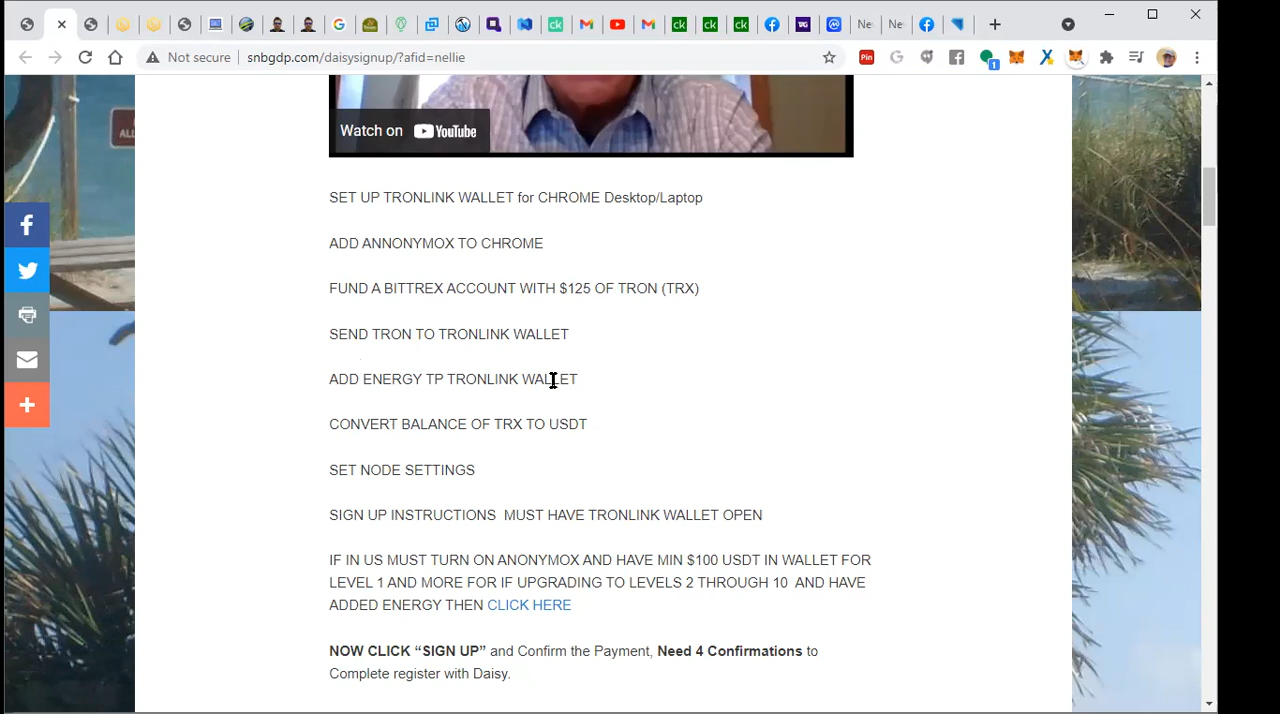 Ne
Ne
Not secure
snbgdp.com/daisysignup/?afid=nellie
Pin
1
Watch on YouTube
SET UP TRONLINK WALLET for CHROME Desktop/Laptop
ADD ANNONYMOX TO CHROME
FUND A BITTREX ACCOUNT WITH $125 OF TRON (TRX)
SEND TRON TO TRONLINK WALLET
ADD ENERGY TP TRONLINK WALLET
CONVERT BALANCE OF TRX TO USDT
SET NODE SETTINGS
SIGN UP INSTRUCTIONS  MUST HAVE TRONLINK WALLET OPEN
IF IN US MUST TURN ON ANONYMOX AND HAVE MIN $100 USDT IN WALLET FOR
LEVEL 1 AND MORE FOR IF UPGRADING TO LEVELS 2 THROUGH 10  AND HAVE
ADDED ENERGY THEN CLICK HERE
NOW CLICK “SIGN UP” and Confirm the Payment, Need 4 Confirmations to
Complete register with Daisy.